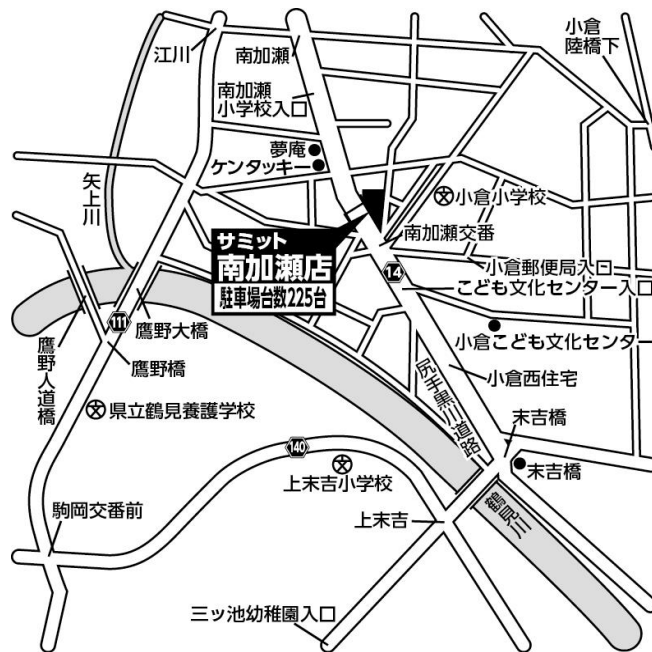 江川
南加瀬
小倉
陸橋下
南加瀬
小学校入口
夢庵
ケンタッキー
矢上川
小倉小学校
サミット
南加瀬店
駐車場台数225台
南加瀬交番
14
小倉郵便局入口
こども文化センター入口
111
鷹野大橋
小倉こども文化センター
鷹野人道橋
鷹野橋
尻手黒川道路
小倉西住宅
県立鶴見養護学校
末吉橋
140
末吉橋
上末吉小学校
駒岡交番前
上末吉
鶴見川
三ッ池幼稚園入口